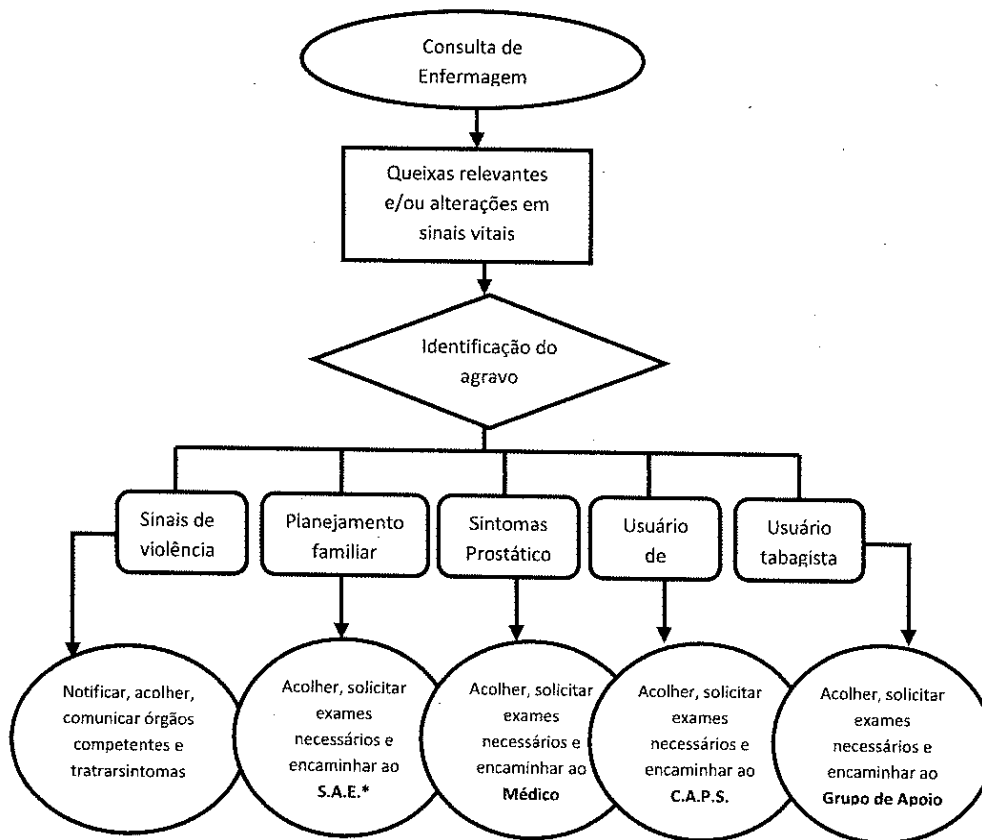 Consulta de
Enfermagem
Queixas relevantes
e/ou alterações em
sinais vitais
Identificação do
agravo
Sinais de
violência
Planejamento
familiar
Sintomas
Prostático
Usuário
de
Usuário
tabagista
Notificar, acolher,
comunicar órgãos
competentes e
tratrarsintomas
Acolher, solicitar
exames
necessários e
encaminhar ao
S.A.E.*
Acolher, solicitar
exames
necessários e
encaminhar ao
Médico
Acolher, solicitar
exames
necessários e
encaminhar ao
C.A.P.S.
Acolher, solicitar
exames
necessários e
encaminhar ao
Grupo de Apoio